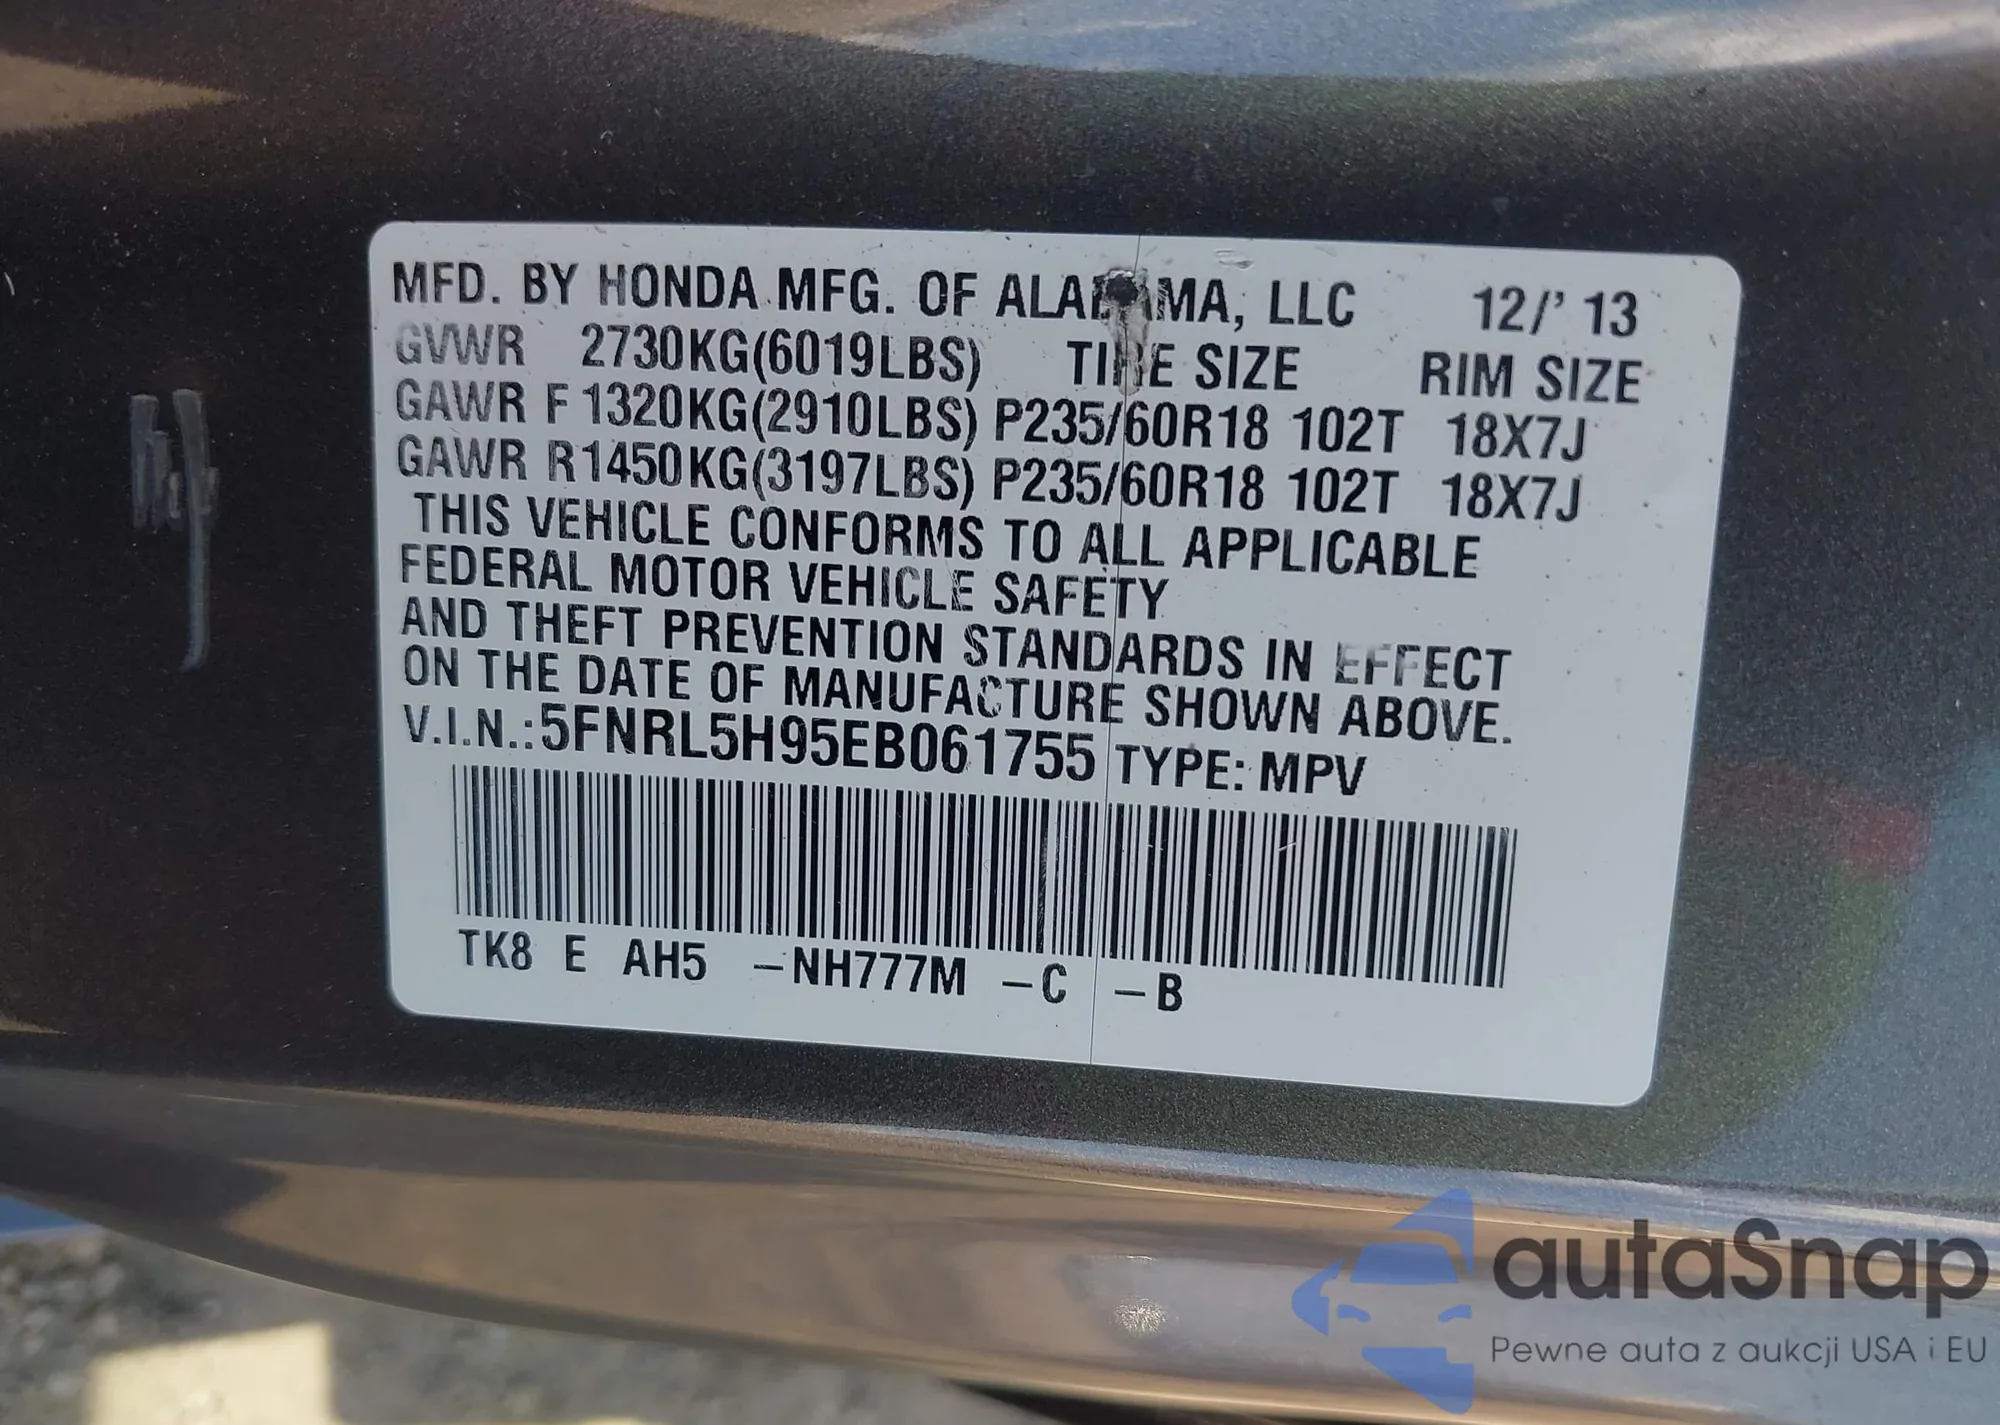 MFD. BY HONDA MFG. OF ALABAMA, LLC 12/' 13
GVWR 2730KG(6019LBS) TIRE SIZE RIM SIZE
GAWR F 1320KG(2910LBS) P235/60R18 102T 18X7J
GAWR R1450KG(3197LBS) P235/60R18 102T 18X7J
THIS VEHICLE CONFORMS TO ALL APPLICABLE
FEDERAL MOTOR VEHICLE SAFETY
AND THEFT PREVENTION STANDARDS IN EFFECT
ON THE DATE OF MANUFACTURE SHOWN ABOVE.
V.I.N.:5FNRL5H95EB061755 TYPE: MPV
TK8 E AH5 –NH777M –C –B
autaSnap
Pewne auta z aukcji USA i EU